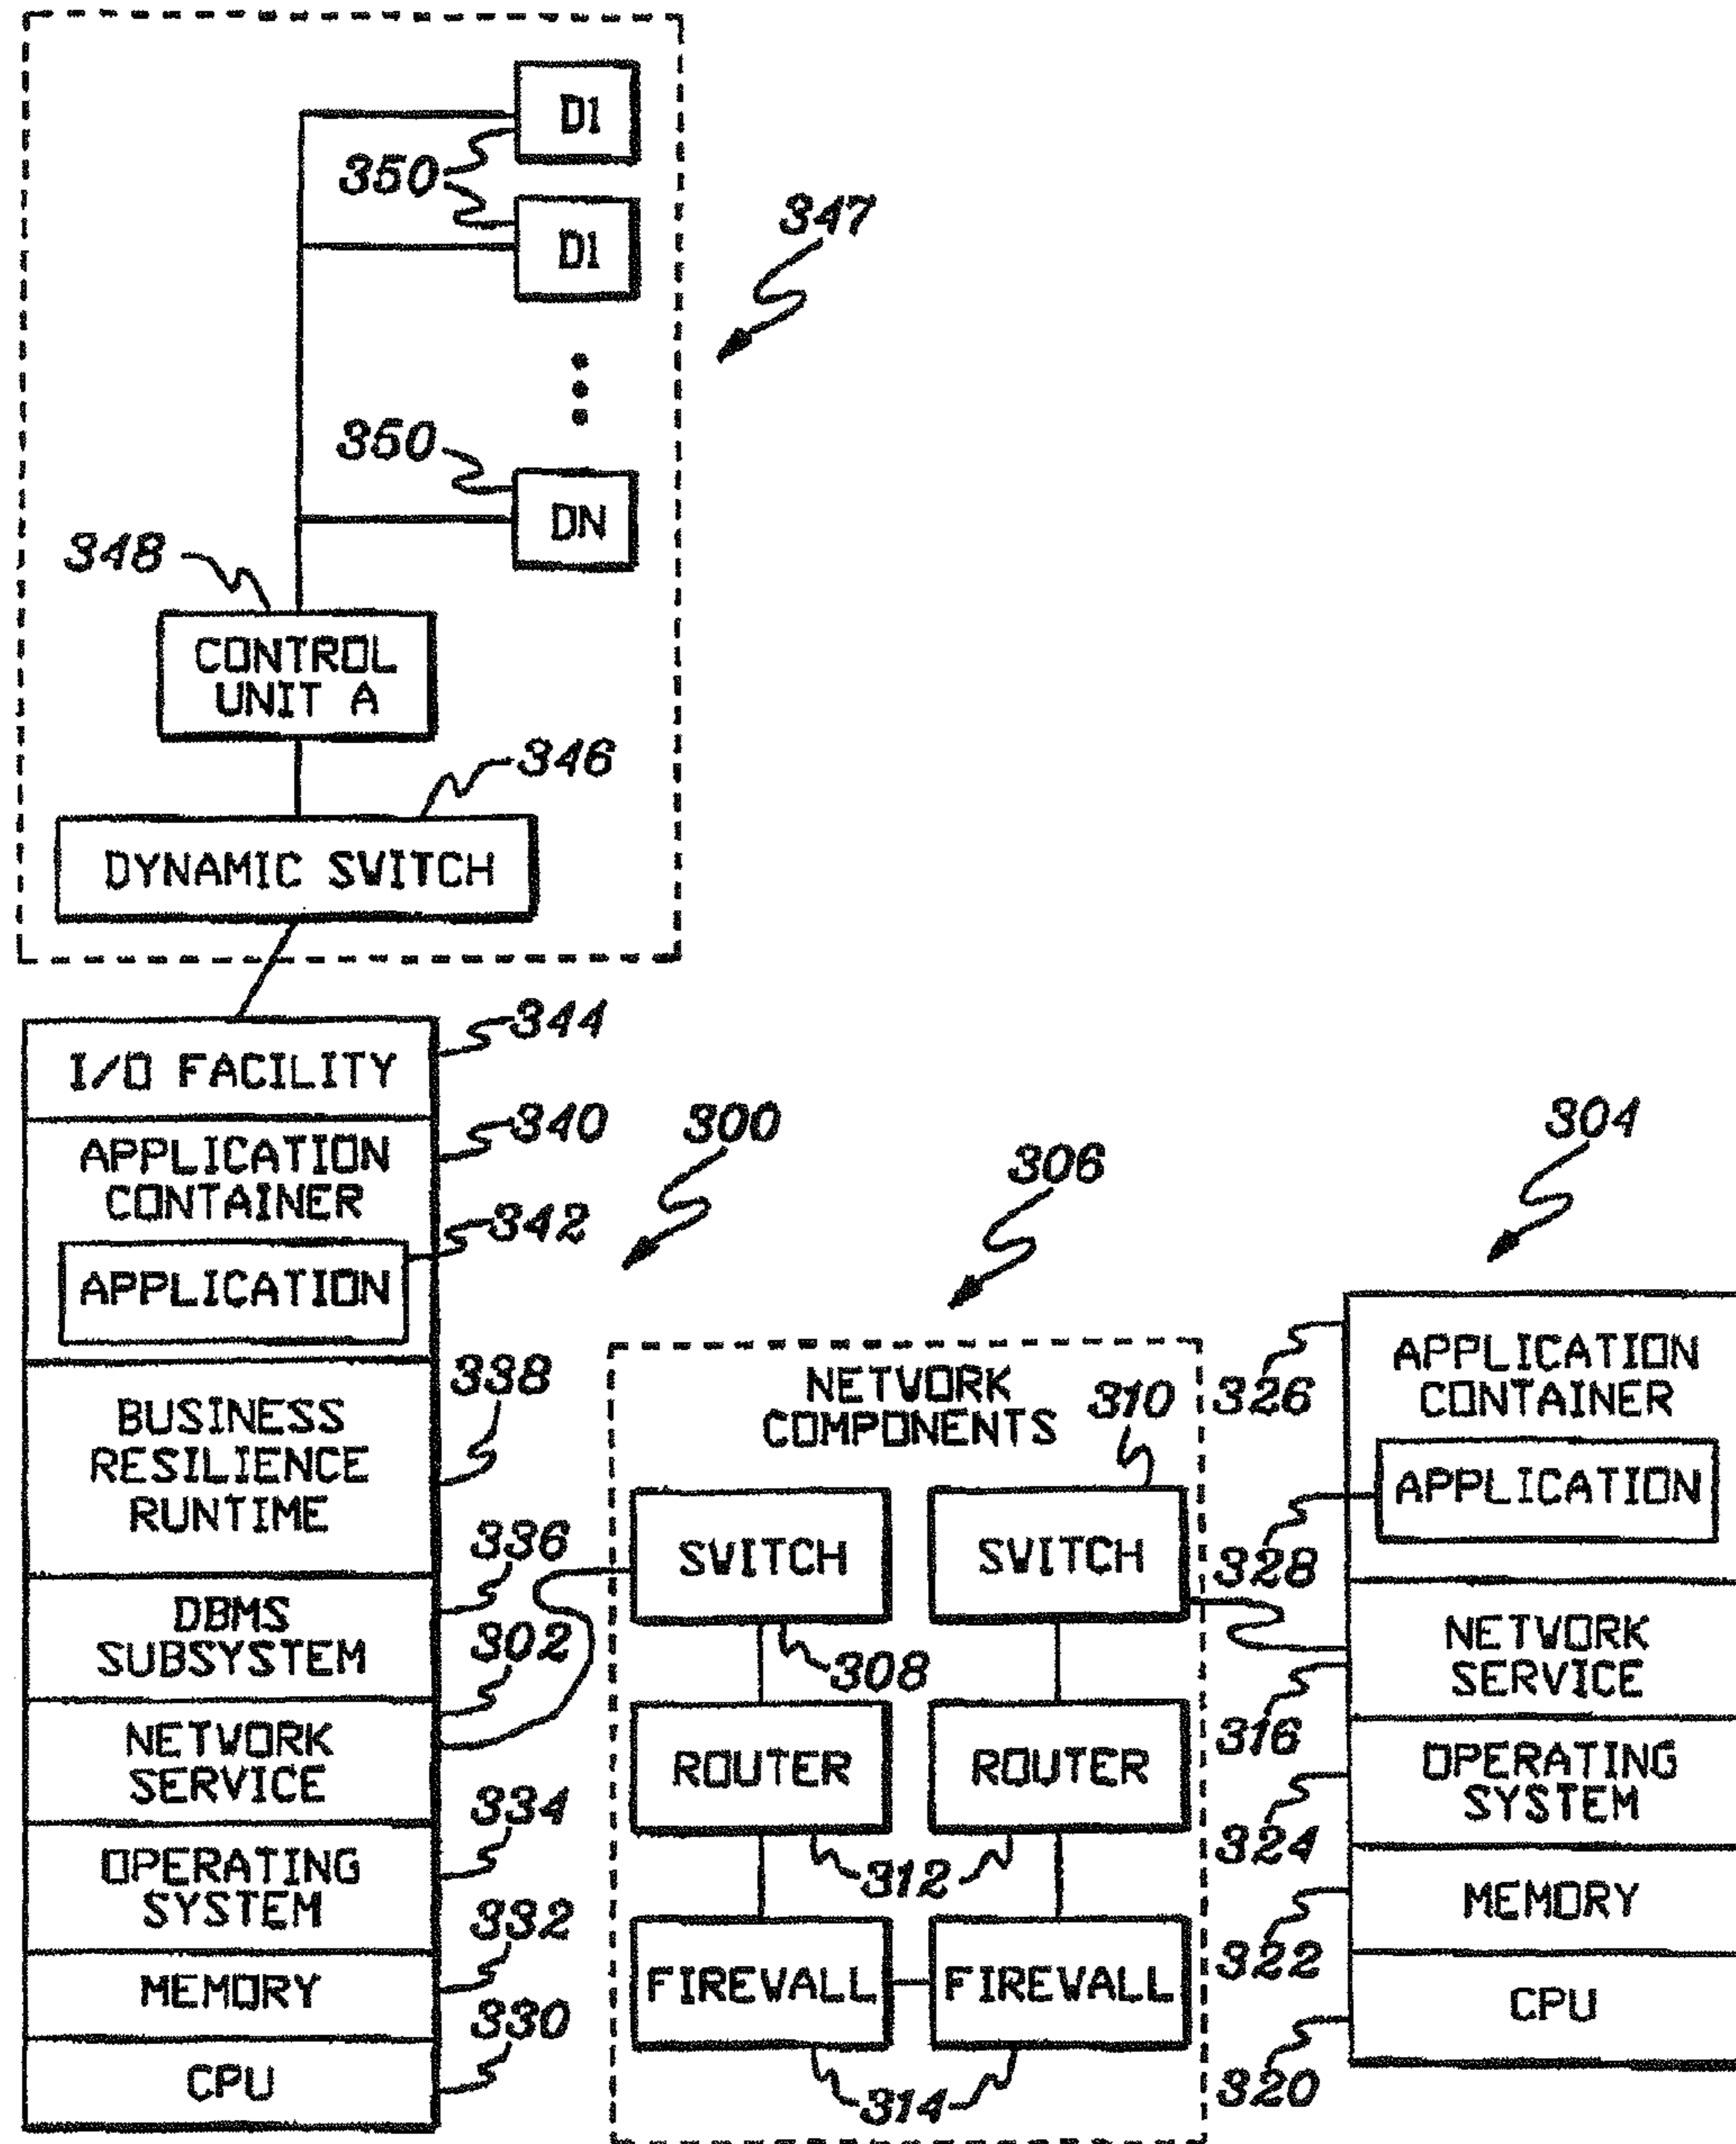 D1
350
D1
347
350
DN
348
CONTROL
UNIT A
346
DYNAMIC SWITCH
344
I/O FACILITY
340
APPLICATION
CONTAINER
342
APPLICATION
338
BUSINESS
RESILIENCE
RUNTIME
336
DBMS
SUBSYSTEM
302
NETWORK
SERVICE
334
OPERATING
SYSTEM
332
MEMORY
330
CPU
300
306
NETWORK
COMPONENTS
310
SWITCH
SWITCH
308
ROUTER
ROUTER
312
FIREWALL
FIREWALL
314
304
326
APPLICATION
CONTAINER
APPLICATION
328
NETWORK
SERVICE
316
OPERATING
SYSTEM
324
MEMORY
322
CPU
320